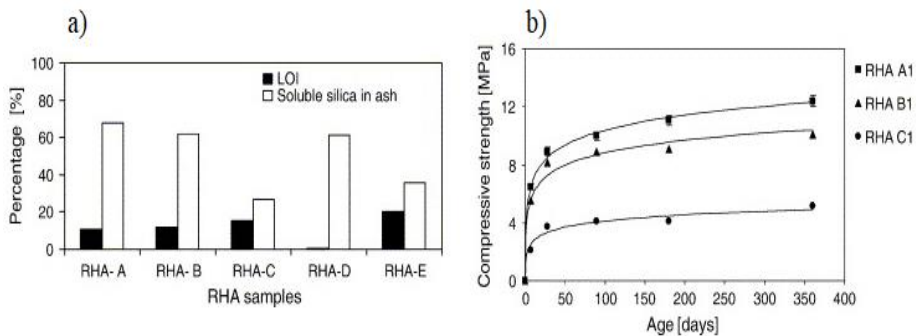 a)
Percentage [%]
100
80
60
40
20
0
LOI
Soluble silica in ash
RHA- A
RHA- B
RHA-C
RHA-D
RHA-E
RHA samples
b)
Compressive strength [MPa]
16
12
8
4
0
0
50
100
150
200
250
300
350
400
Age [days]
RHA A1
RHA B1
RHA C1